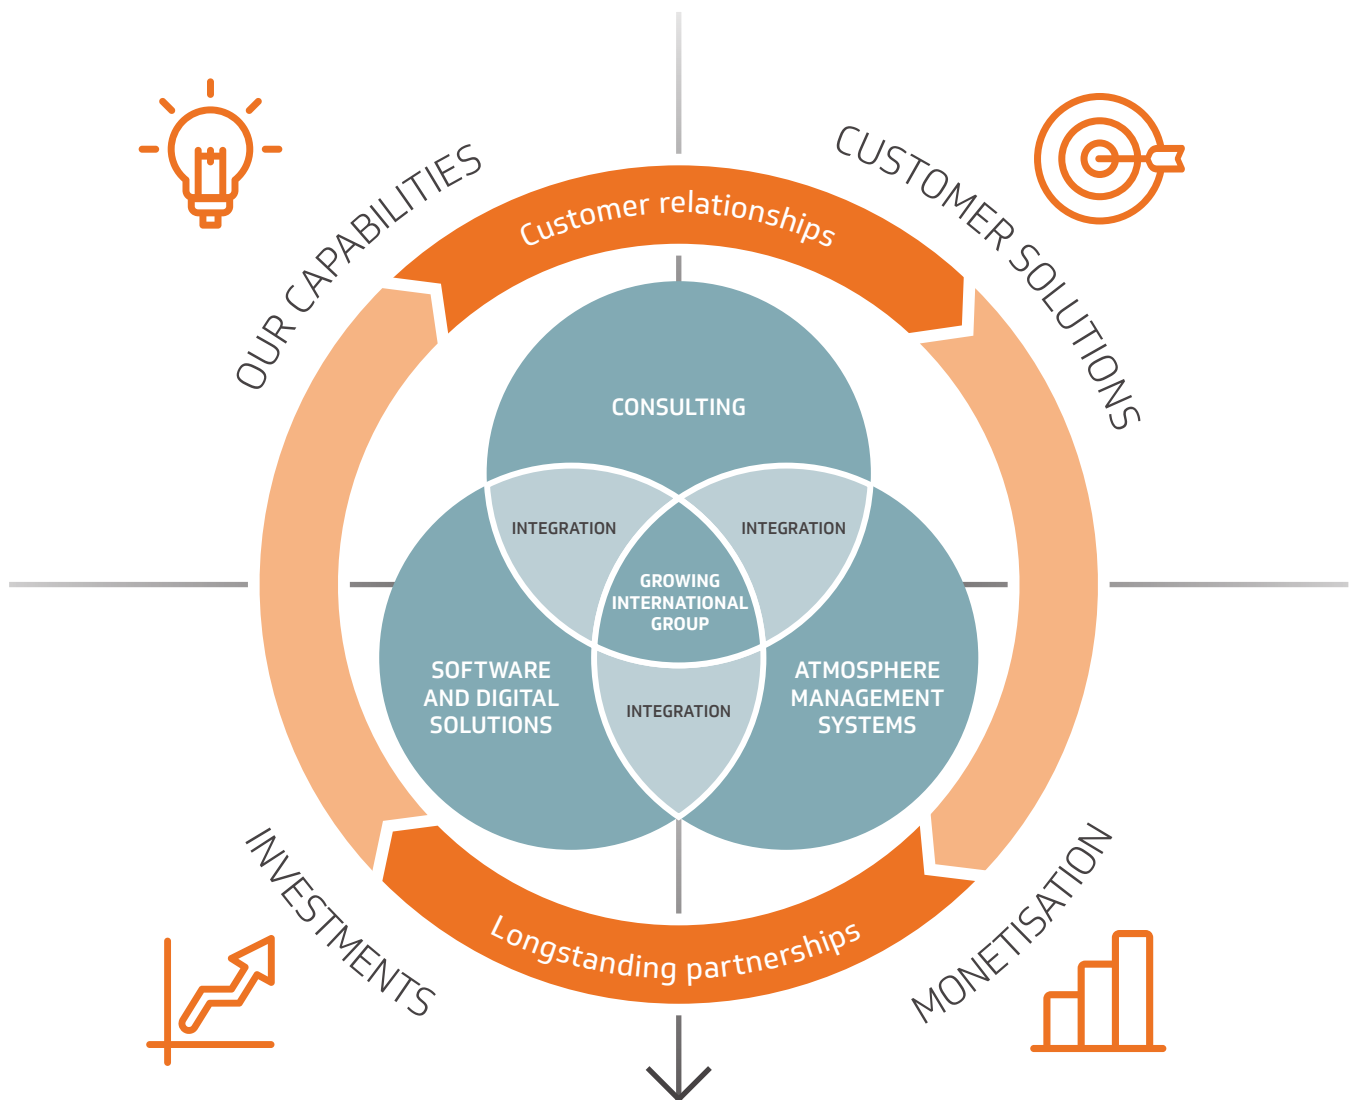 OUR CAPABILITIES
CUSTOMER SOLUTIONS
Customer relationships
CONSULTING
INTEGRATION
INTEGRATION
GROWING
INTERNATIONAL
GROUP
SOFTWARE
AND DIGITAL
SOLUTIONS
ATMOSPHERE
MANAGEMENT
SYSTEMS
INTEGRATION
Longstanding partnerships
INVESTMENTS
MONETISATION